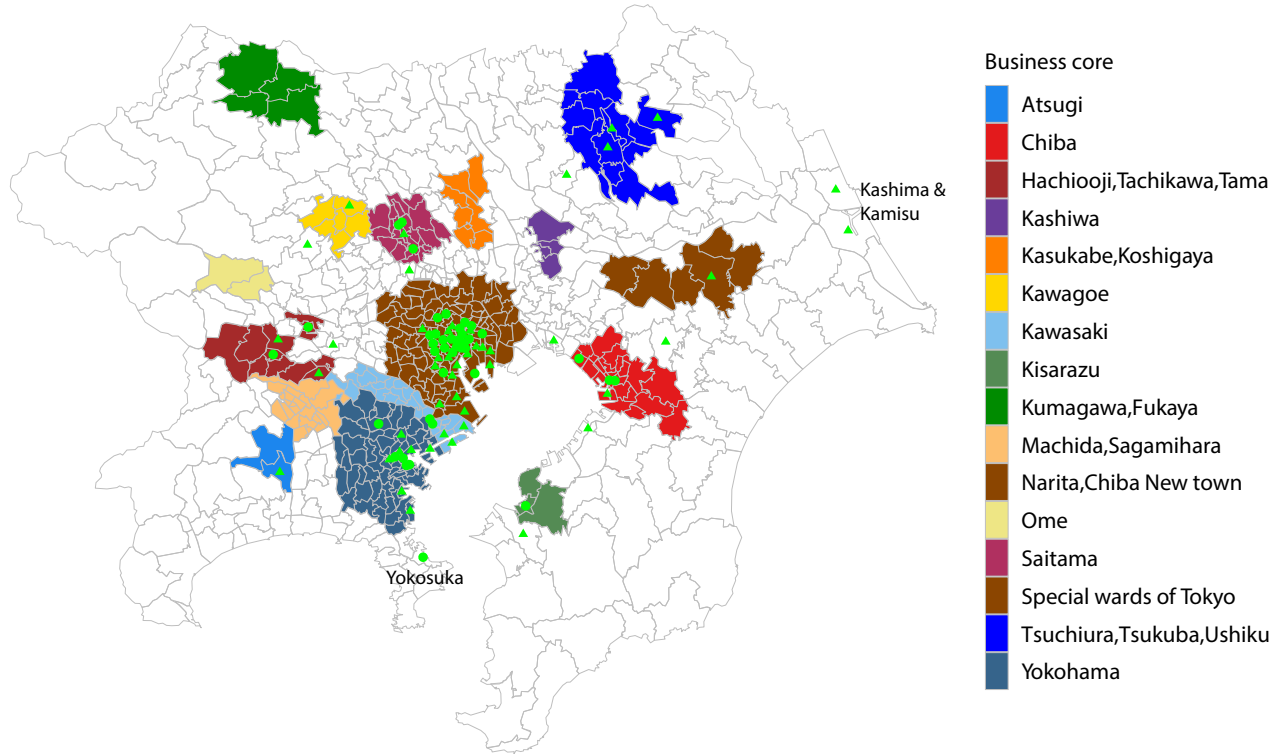 Business core
Atsugi
Chiba
Hachiooji,Tachikawa,Tama
Kashiwa
Kasukabe,Koshigaya
Kawagoe
Kawasaki
Kisarazu
Kumagawa,Fukaya
Machida,Sagamihara
Narita,Chiba New town
Ome
Saitama
Special wards of Tokyo
Tsuchiura,Tsukuba,Ushiku
Yokohama
Kashima &
Kamisu
Yokosuka